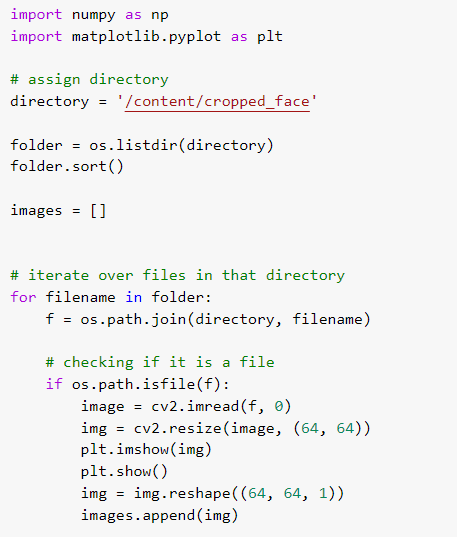 import numpy as np
import matplotlib.pyplot as plt
# assign directory
directory = '/content/cropped_face'
folder = os.listdir(directory)
folder.sort()
images = []
# iterate over files in that directory
for filename in folder:
    f = os.path.join(directory, filename)
    # checking if it is a file
    if os.path.isfile(f):
        image = cv2.imread(f, 0)
        img = cv2.resize(image, (64, 64))
        plt.imshow(img)
        plt.show()
        img = img.reshape((64, 64, 1))
        images.append(img)